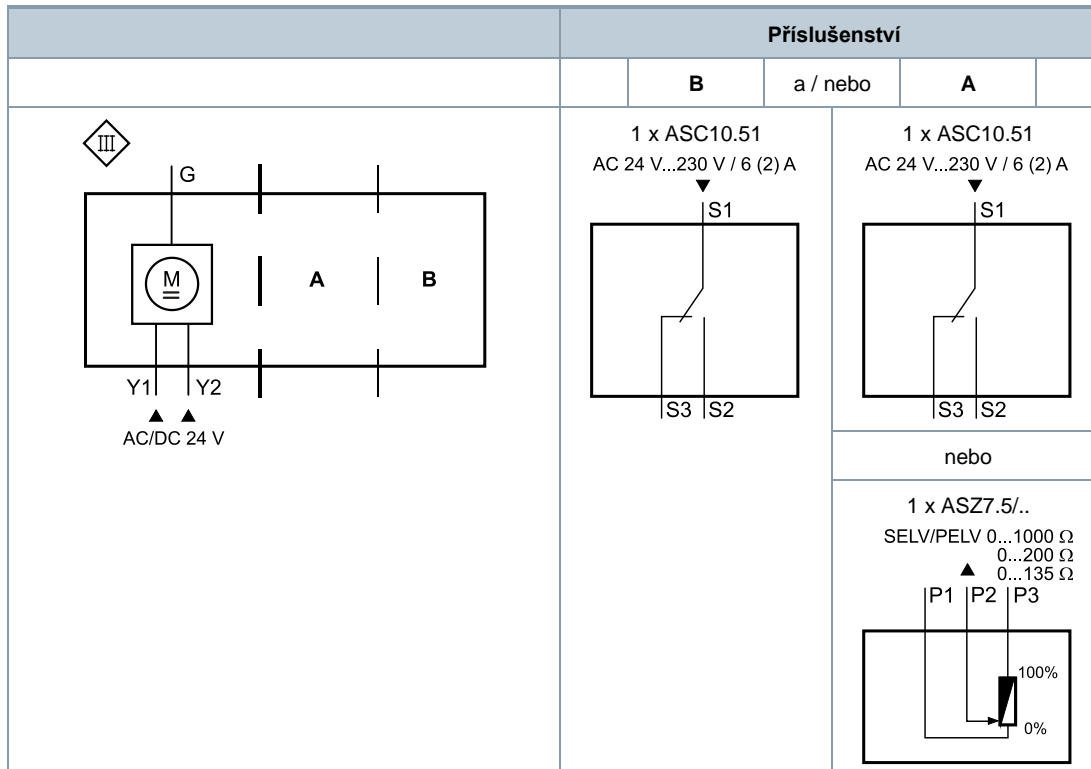 Příslušenství
B a / nebo A
III
G
M
A B
Y1 Y2
AC/DC 24 V
1 x ASC10.51
AC 24 V...230 V / 6 (2) A
S1
S3 S2
1 x ASC10.51
AC 24 V...230 V / 6 (2) A
S1
S3 S2
nebo
1 x ASZ7.5/..
SELV/PELV 0...1000 Ω
0...200 Ω
0...135 Ω
P1 P2 P3
100%
0%